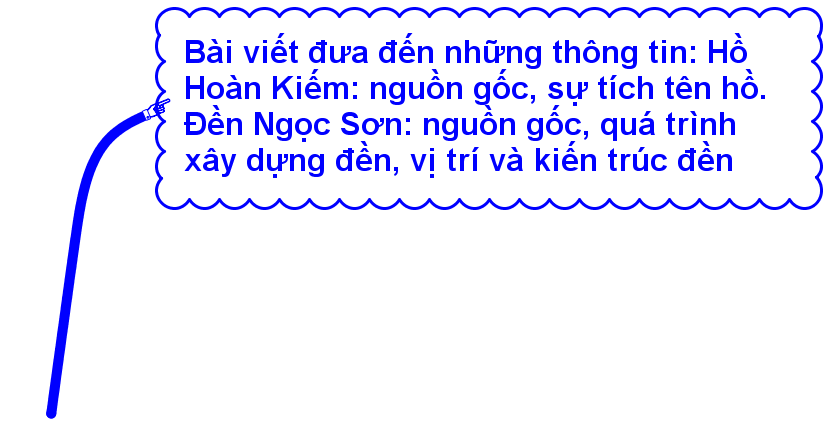 Bài viết đưa đến những thông tin: Hồ
Hoàn Kiếm: nguồn gốc, sự tích tên hồ.
Đền Ngọc Sơn: nguồn gốc, quá trình
xây dựng đền, vị trí và kiến trúc đền